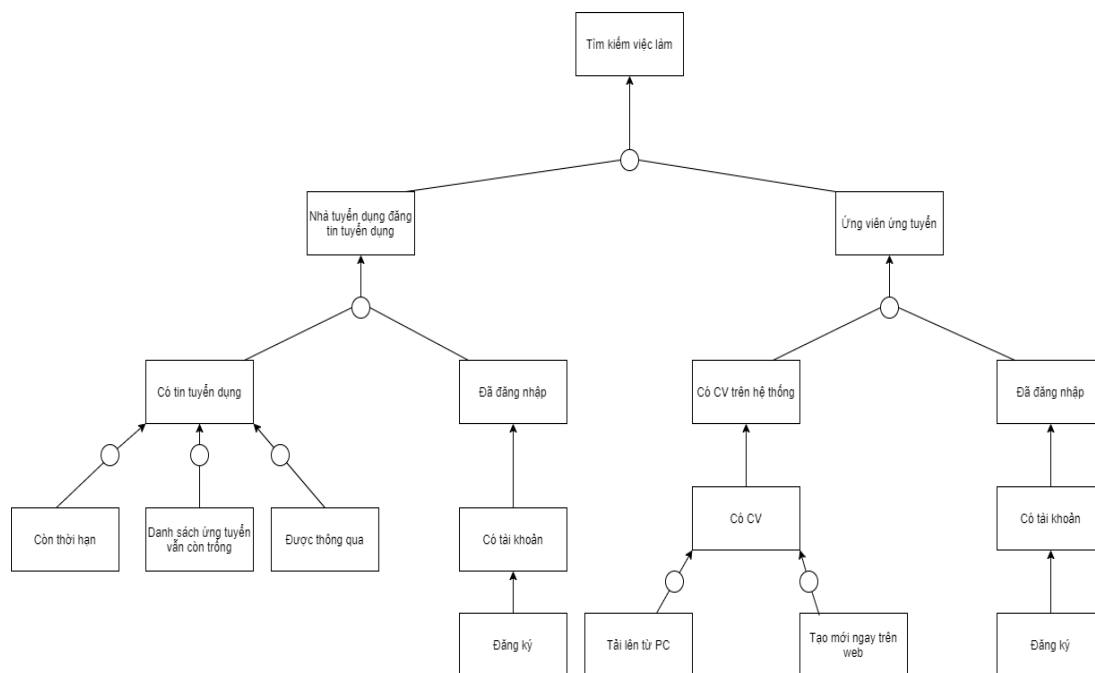 Tìm kiếm việc làm
Nhà tuyển dụng đăng
tin tuyển dụng
Ứng viên ứng tuyển
Có tin tuyển dụng
Đã đăng nhập
Có CV trên hệ thống
Đã đăng nhập
Còn thời hạn
Danh sách ứng tuyển
vẫn còn trống
Được thông qua
Có tài khoản
Có CV
Có tài khoản
Đăng ký
Tải lên từ PC
Tạo mới ngay trên
web
Đăng ký